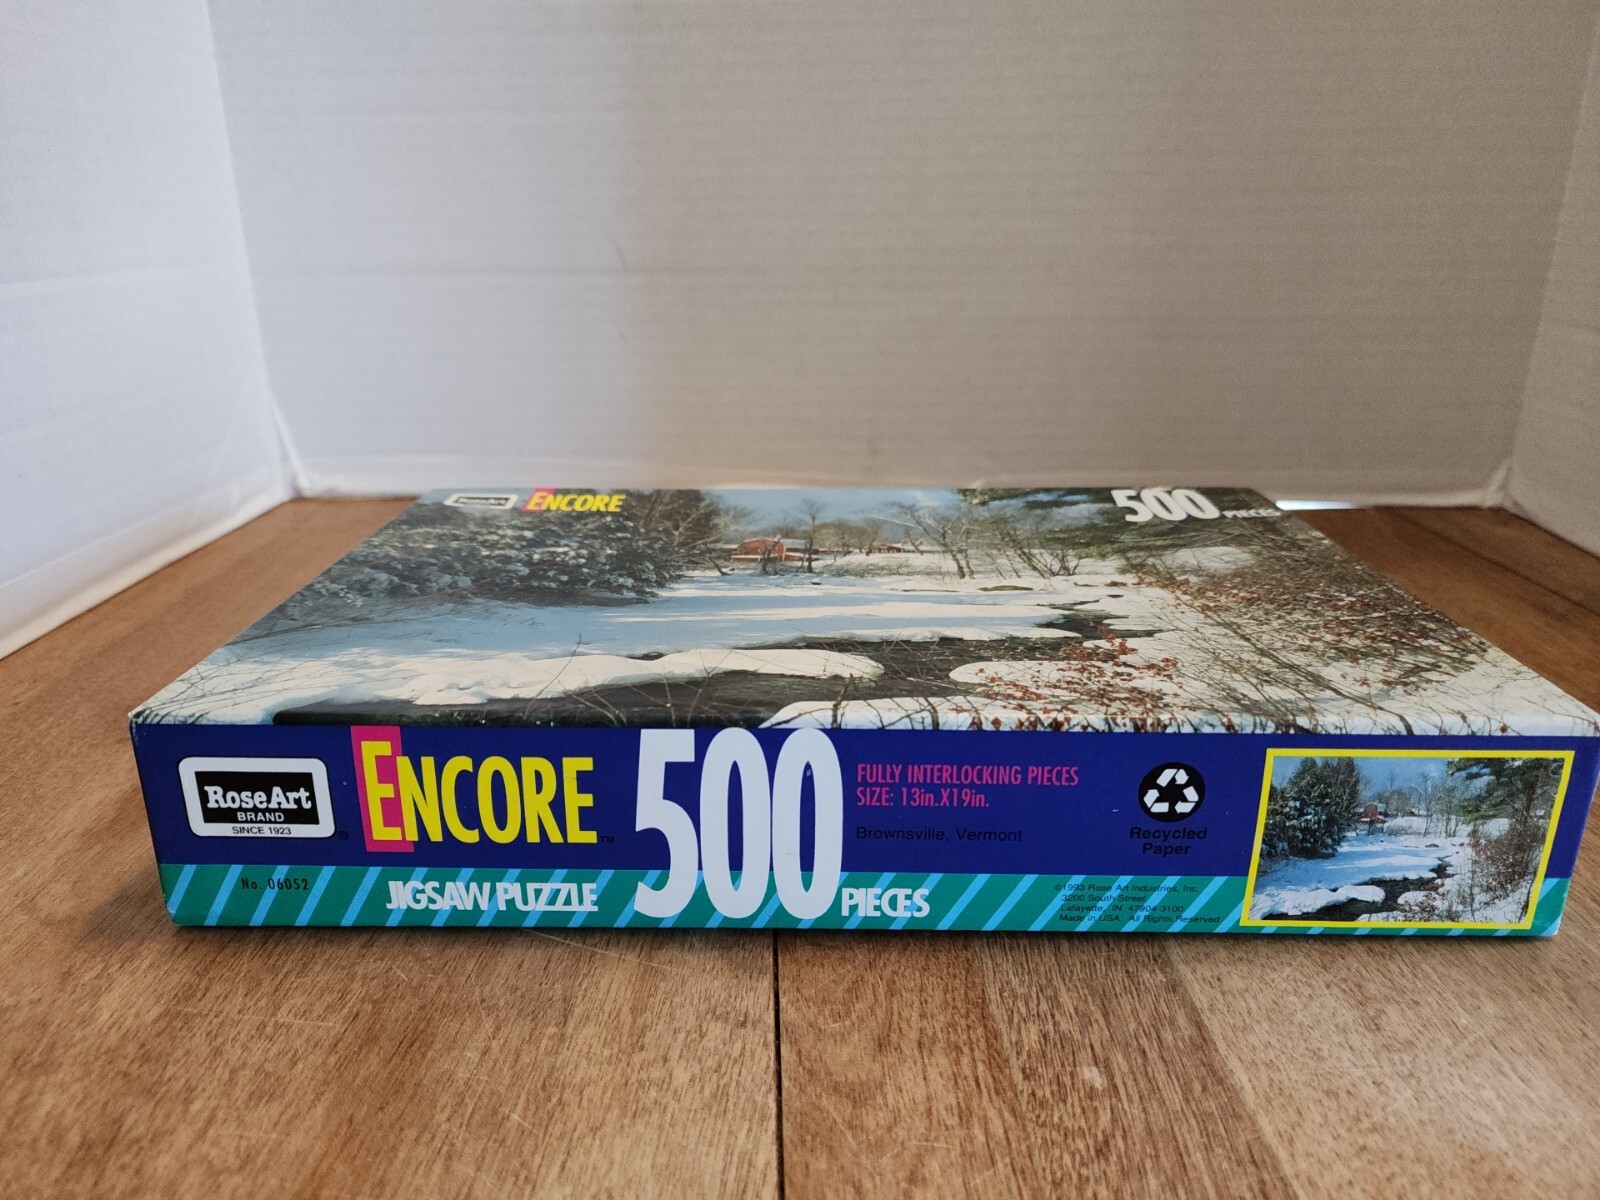 RoseArt
ENCORE
500 PIECES
RoseArt
BRAND
SINCE 1923
®
ENCORE™
500
FULLY INTERLOCKING PIECES
SIZE: 13in.X19in.
Brownsville, Vermont
Recycled
Paper
No. 06052
JIGSAW PUZZLE
PIECES
©1993 Rose Art Industries, Inc.
3200 South Street
Lafayette, IN 47904-3100
Made in USA. All Rights Reserved.